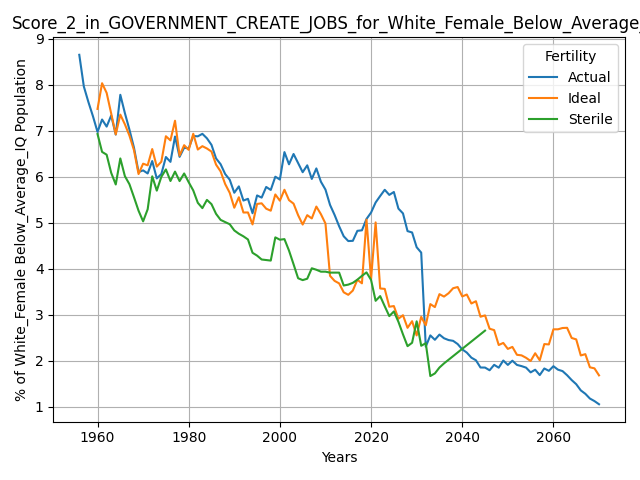 Score_2_in_GOVERNMENT_CREATE_JOBS_for_White_Female_Below_Average_
% of White_Female Below_Average_IQ Population
9
8
7
6
5
4
3
2
1
Fertility
Actual
Ideal
Sterile
1960
1980
2000
2020
2040
2060
Years